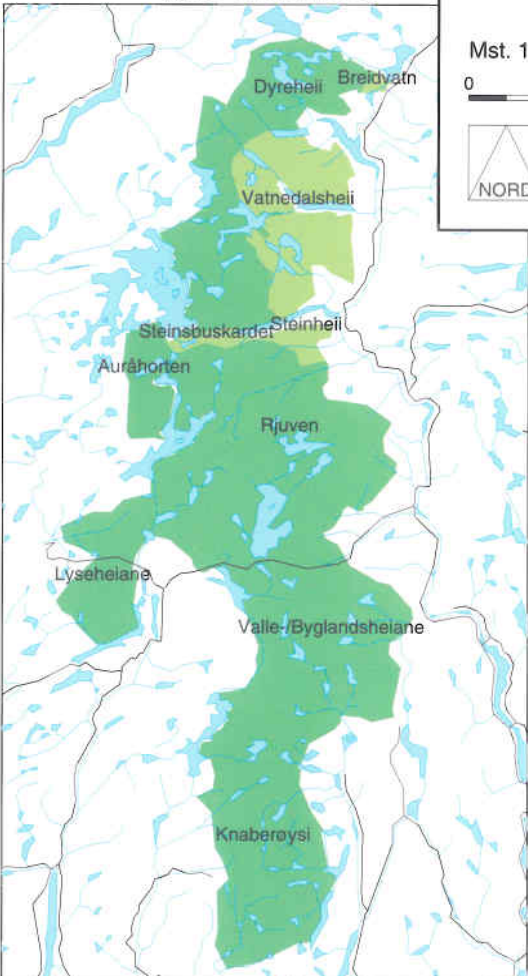 Mst. 1
0
NORD
Dyreheii
Breidvatn
Vatnedalsheii
Steinsbuskardet
Steinheii
Auråhorten
Rjuven
Lyseheiane
Valle-/Byglandsheiane
Knaberøysi